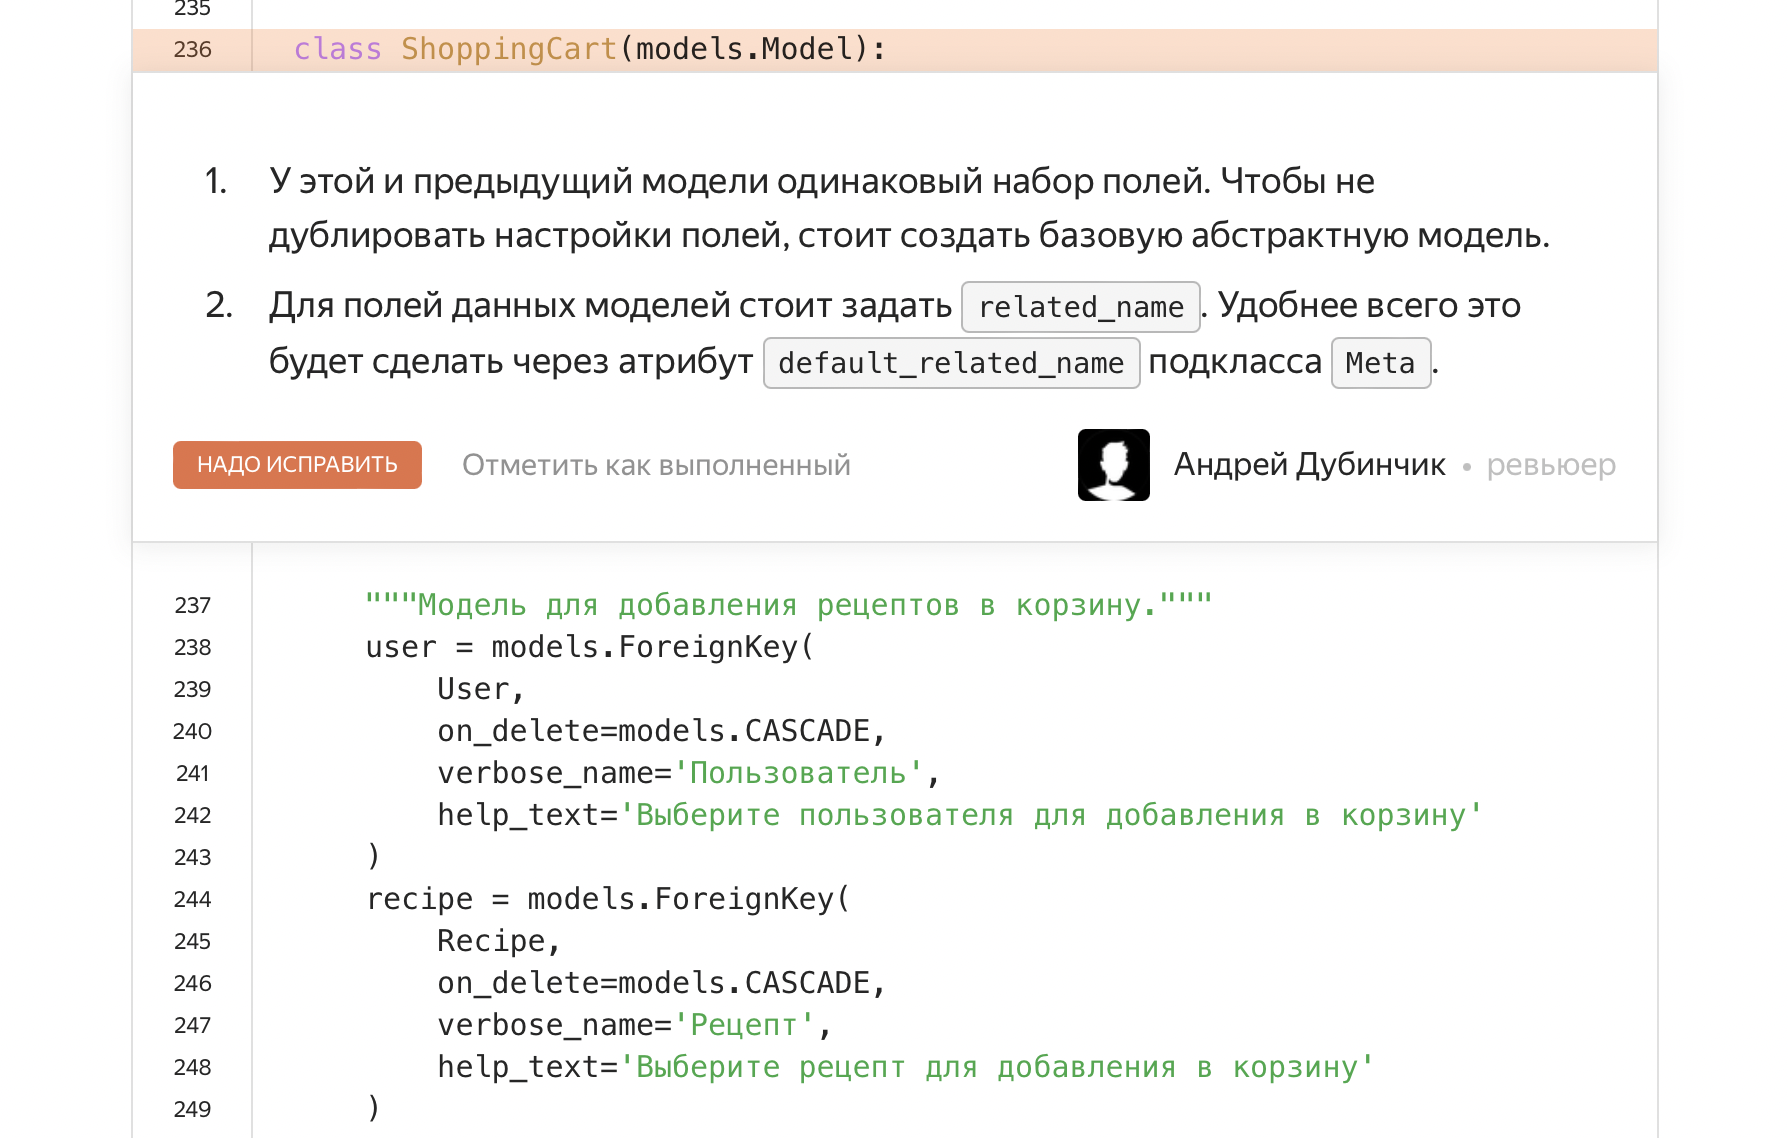 235
236 class ShoppingCart(models.Model):
1. У этой и предыдущий модели одинаковый набор полей. Чтобы не
дублировать настройки полей, стоит создать базовую абстрактную модель.
2. Для полей данных моделей стоит задать related_name. Удобнее всего это
будет сделать через атрибут default_related_name подкласса Meta.
НАДО ИСПРАВИТЬ Отметить как выполненный Андрей Дубинчик • ревьюер
237 """Модель для добавления рецептов в корзину."""
238 user = models.ForeignKey(
239 User,
240 on_delete=models.CASCADE,
241 verbose_name='Пользователь',
242 help_text='Выберите пользователя для добавления в корзину'
243 )
244 recipe = models.ForeignKey(
245 Recipe,
246 on_delete=models.CASCADE,
247 verbose_name='Рецепт',
248 help_text='Выберите рецепт для добавления в корзину'
249 )